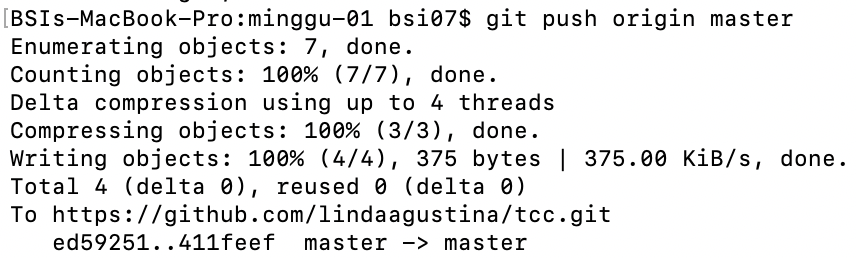 [BSIs-MacBook-Pro:minggu-01 bsi07$ git push origin master
Enumerating objects: 7, done.
Counting objects: 100% (7/7), done.
Delta compression using up to 4 threads
Compressing objects: 100% (3/3), done.
Writing objects: 100% (4/4), 375 bytes | 375.00 KiB/s, done.
Total 4 (delta 0), reused 0 (delta 0)
To https://github.com/lindaagustina/tcc.git
   ed59251..411feef  master -> master